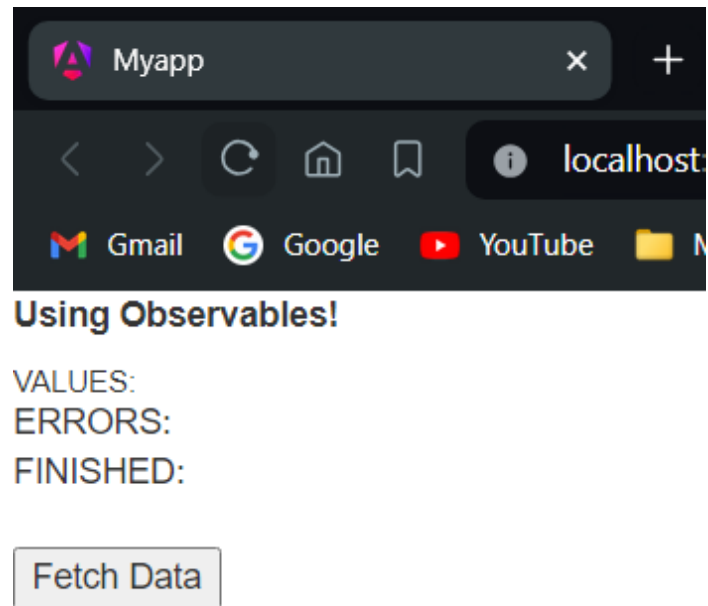 Myapp
localhost:
Gmail Google YouTube
Using Observables!
VALUES:
ERRORS:
FINISHED:
Fetch Data